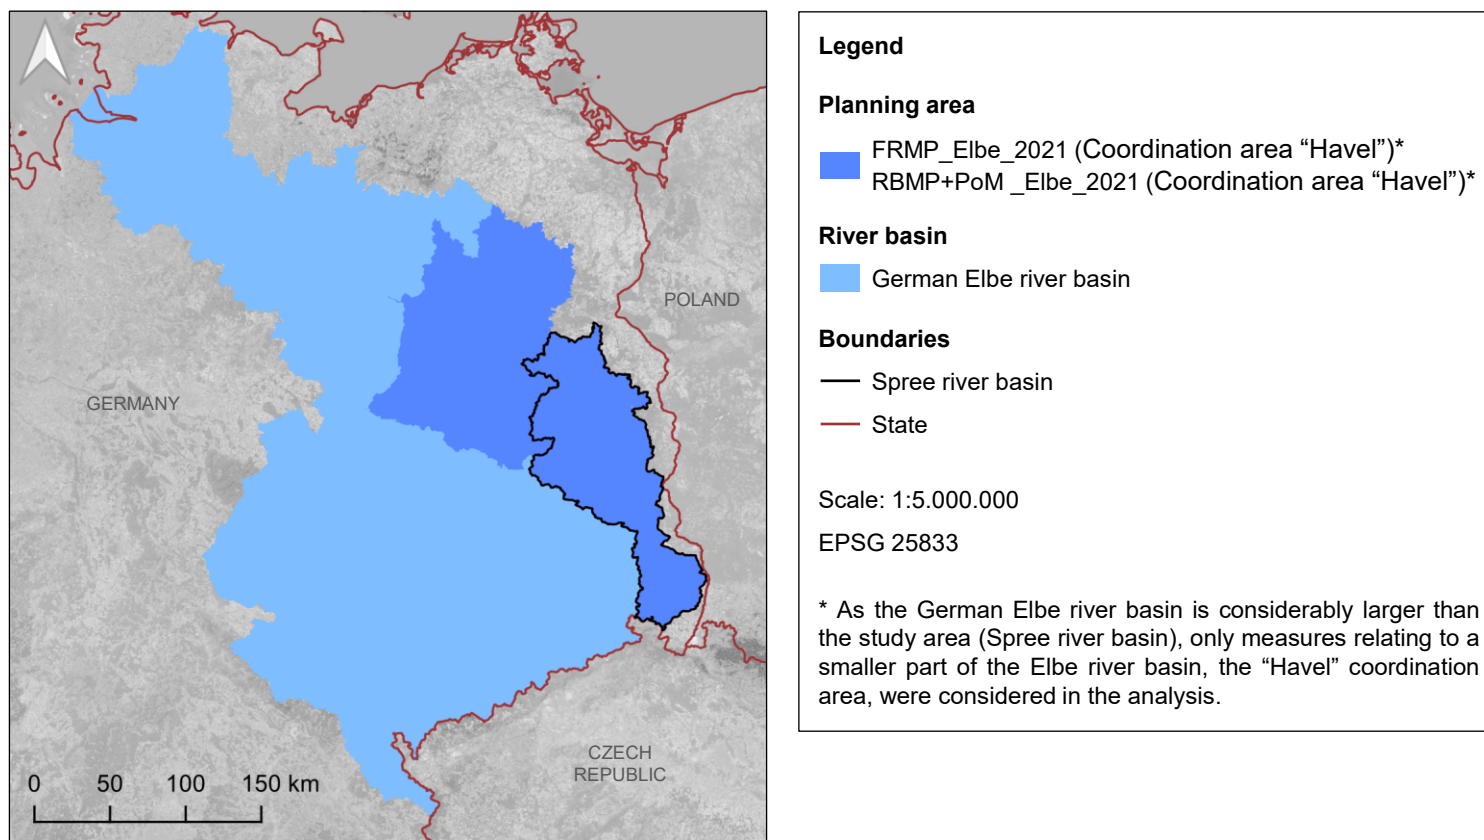 GERMANY
POLAND
CZECH
REPUBLIC
0 50 100 150 km
Legend
Planning area
FRMP_Elbe_2021 (Coordination area “Havel”)*
RBMP+PoM _Elbe_2021 (Coordination area “Havel”)*
River basin
German Elbe river basin
Boundaries
Spree river basin
State
Scale: 1:5.000.000
EPSG 25833
* As the German Elbe river basin is considerably larger than
the study area (Spree river basin), only measures relating to a
smaller part of the Elbe river basin, the “Havel” coordination
area, were considered in the analysis.